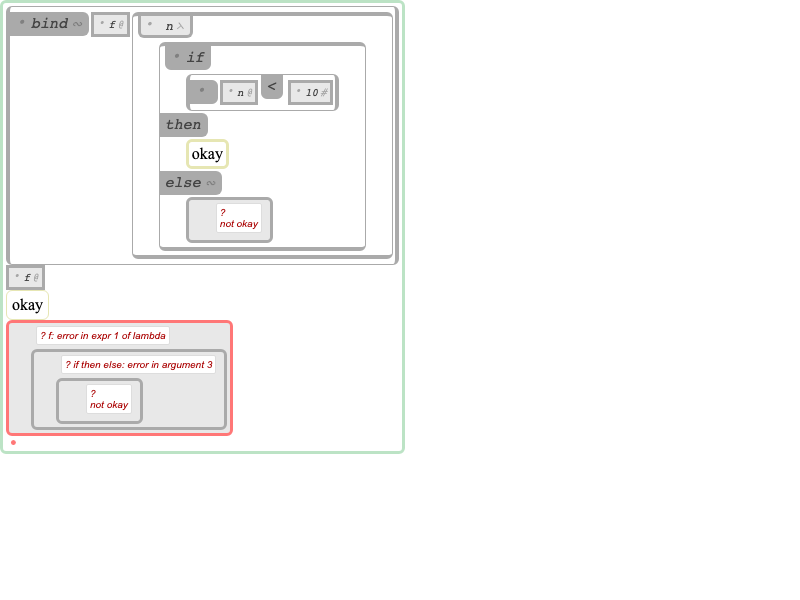 * bind ∾ * f @ * n λ
* if
* * n @ < * 10 #
then
okay
else ∾
?
not okay
* f @
okay
? f: error in expr 1 of lambda
? if then else: error in argument 3
?
not okay